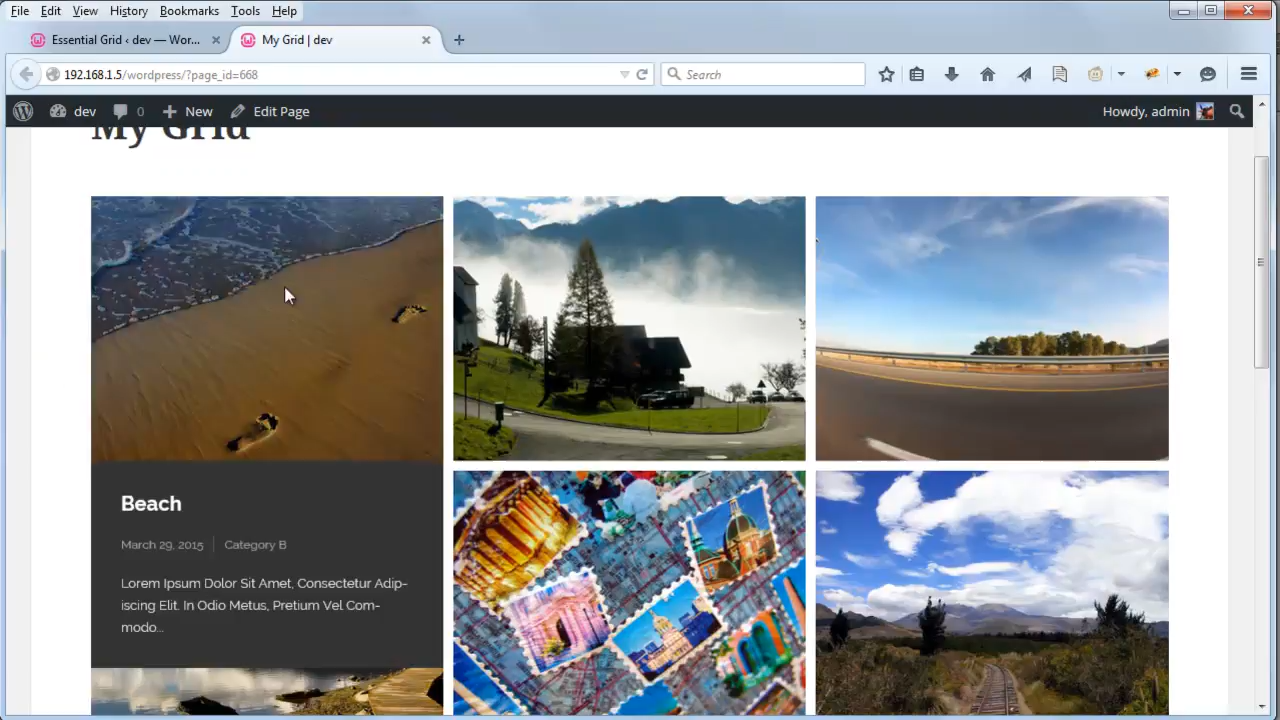 File Edit View History Bookmarks Tools Help
Essential Grid ‹ dev — Wor...
My Grid | dev
192.168.1.5/wordpress/?page_id=668
Search
dev 0 New Edit Page
Howdy, admin
My Grid
Beach
March 29, 2015 Category B
Lorem Ipsum Dolor Sit Amet, Consectetur Adip-
iscing Elit. In Odio Metus, Pretium Vel Com-
modo...